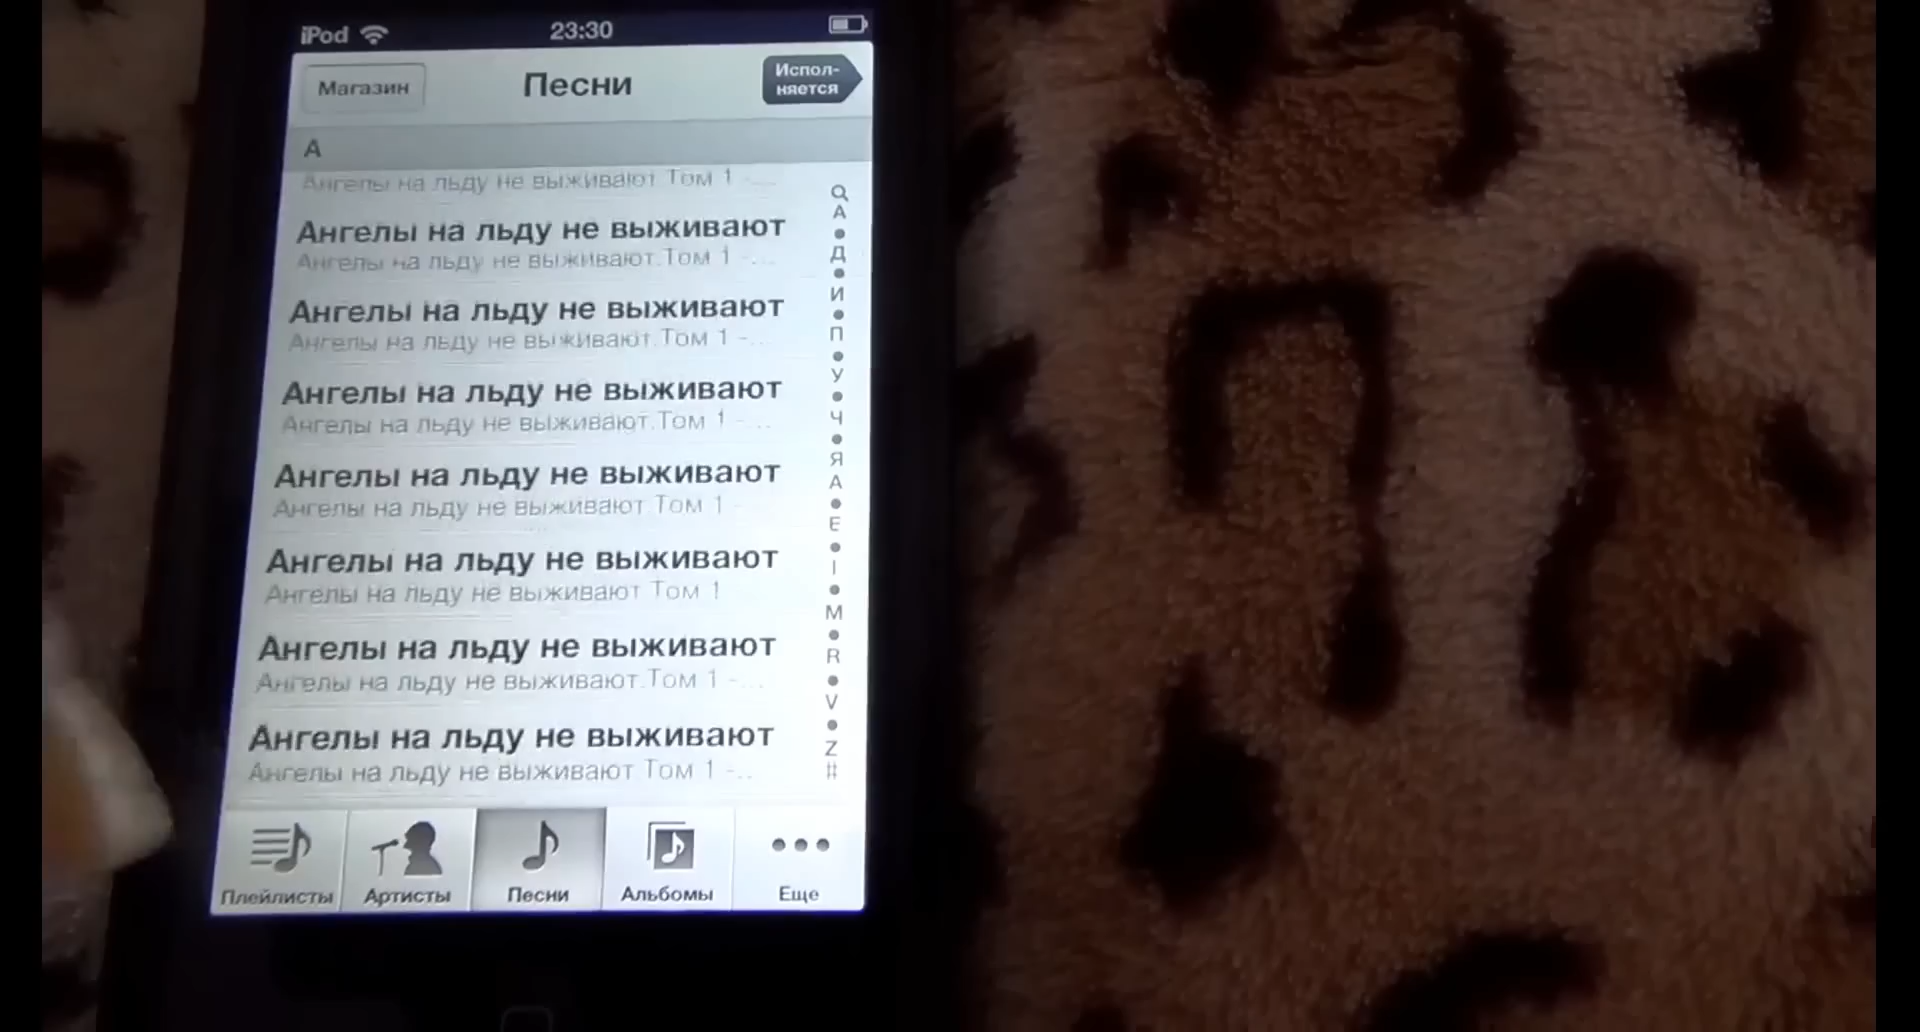 iPod 23:30
Магазин
Песни
Испол-
няется
A
Ангелы на льду не выживают Том 1 -...
Ангелы на льду не выживают
Ангелы на льду не выживают.Том 1 -...
Ангелы на льду не выживают
Ангелы на льду не выживают.Том 1 -...
Ангелы на льду не выживают
Ангелы на льду не выживают.Том 1 - ...
Ангелы на льду не выживают
Ангелы на льду не выживают.Том 1
Ангелы на льду не выживают
Ангелы на льду не выживают Том 1
Ангелы на льду не выживают
Ангелы на льду не выживают.Том 1 -...
Ангелы на льду не выживают
Ангелы на льду не выживают Том 1 -..
А
Д
И
П
У
Ч
Я
A
E
I
M
R
V
Z
#
Плейлисты
Артисты
Песни
Альбомы
Еще